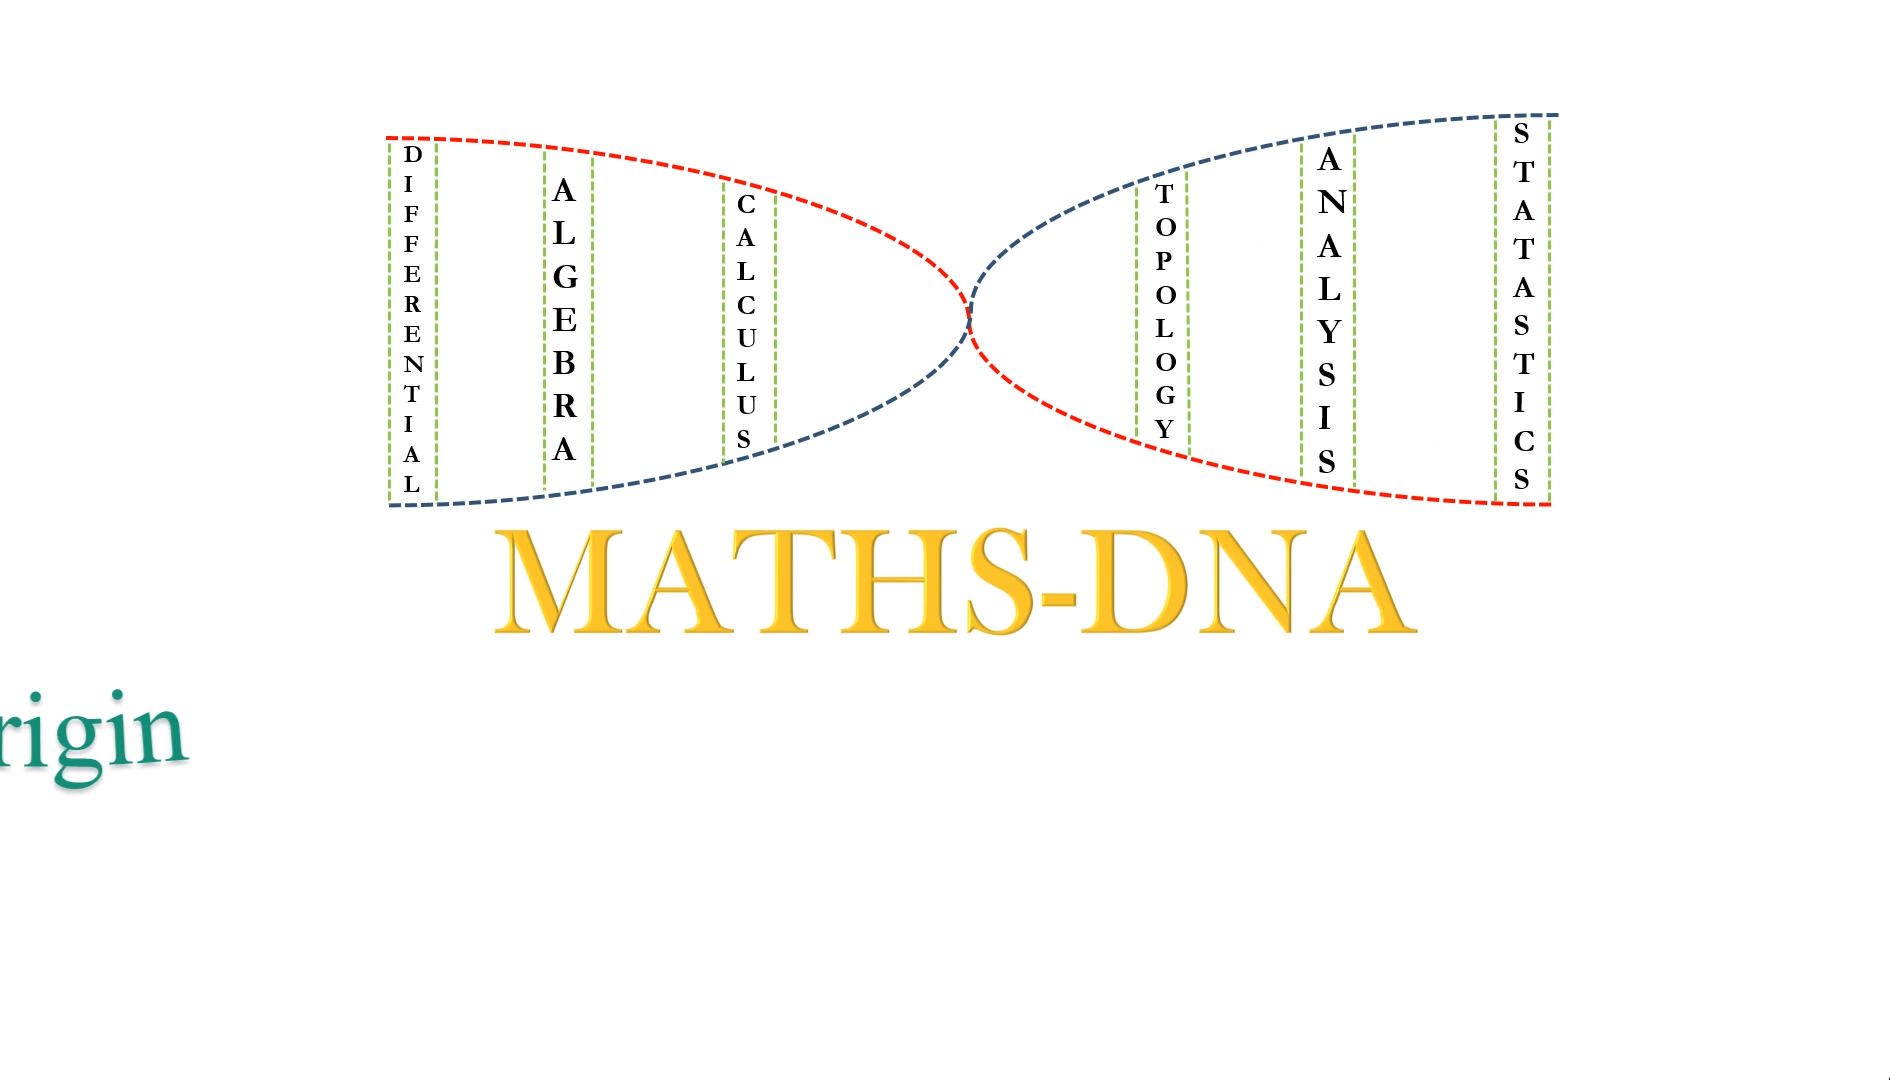 DIFFERENTIAL
ALGEBRA
CALCULUS
TOPOLOGY
ANALYSIS
STATASTICS
MATHS-DNA
rigin